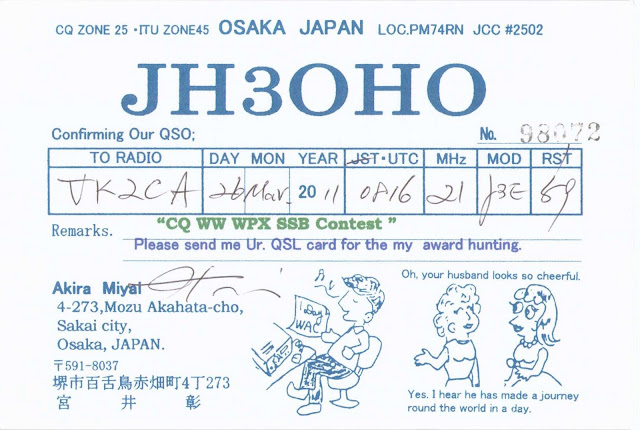 CQ ZONE 25 ・ITU ZONE45 OSAKA JAPAN LOC.PM74RN JCC #2502
JH3OHO
Confirming Our QSO; No. 98072
TO RADIO DAY MON YEAR JST・UTC MHz MOD RST
JK2CA 26 Mar. 20 11 0816 21 J3E 59
"CQ WW WPX SSB Contest "
Remarks.
Please send me Ur. QSL card for the my award hunting.
Akira Miyai
4-273,Mozu Akahata-cho,
Sakai city,
Osaka, JAPAN.
〒591-8037
堺市百舌鳥赤畑町4丁273
宮井 彰
1 Day
WAC
Oh, your husband looks so cheerful.
Yes. I hear he has made a journey
round the world in a day.